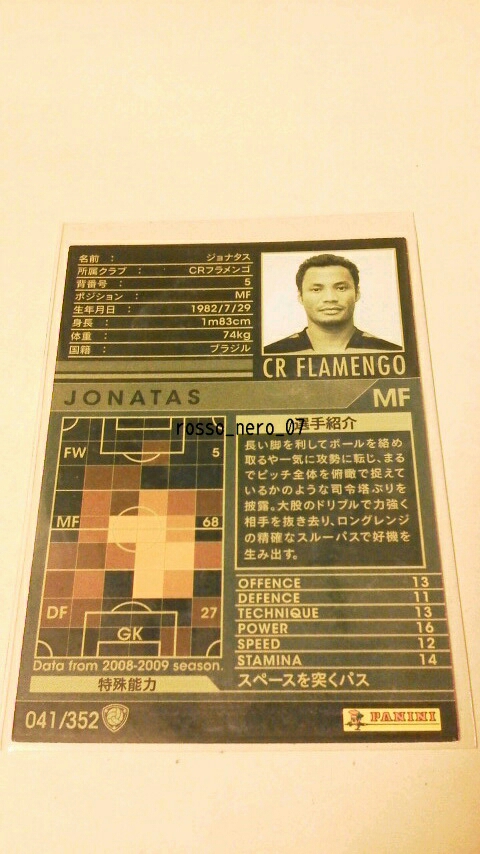 名前 : ジョナタス
所属クラブ : CRフラメンゴ
背番号 : 5
ポジション : MF
生年月日 : 1982/7/29
身長 : 1m83cm
体重 : 74kg
国籍 : ブラジル
CR FLAMENGO
JONATAS MF
rosso_nero_07
FW 5
MF 68
DF 27
GK
Data from 2008-2009 season.
特殊能力
選手紹介
長い脚を利してボールを絡め
取るや一気に攻勢に転じ、まる
でピッチ全体を俯瞰で捉えて
いるかのような司令塔ぶりを
披露。大股のドリブルで力強く
相手を抜き去り、ロングレンジ
の精確なスルーパスで好機を
生み出す。
OFFENCE 13
DEFENCE 11
TECHNIQUE 13
POWER 16
SPEED 12
STAMINA 14
スペースを突くパス
041/352
PANINI